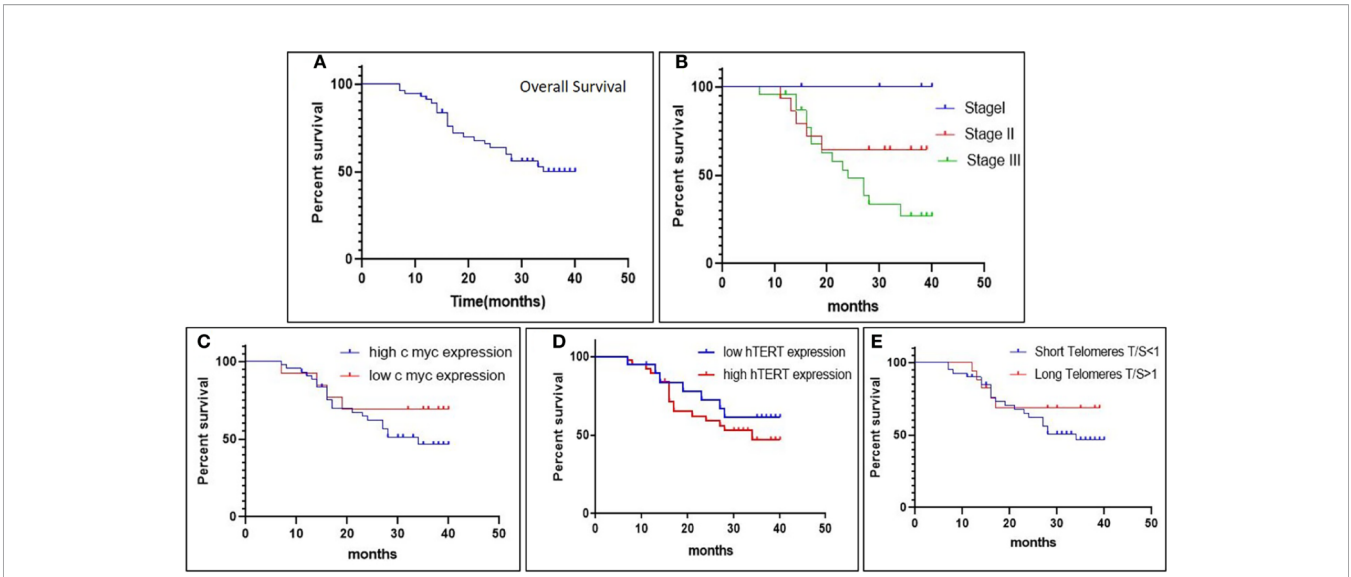 A
Overall Survival
Percent survival
100
50
0
0 10 20 30 40 50
Time(months)
B
StageI
Stage II
Stage III
Percent survival
100
50
0
0 10 20 30 40 50
months
C
high c myc expression
low c myc expression
Percent survival
100
50
0
0 10 20 30 40 50
months
D
low hTERT expression
high hTERT expression
Percent survival
100
50
0
0 10 20 30 40 50
months
E
Short Telomeres T/S<1
Long Telomeres T/S>1
Percent survival
100
50
0
0 10 20 30 40 50
months